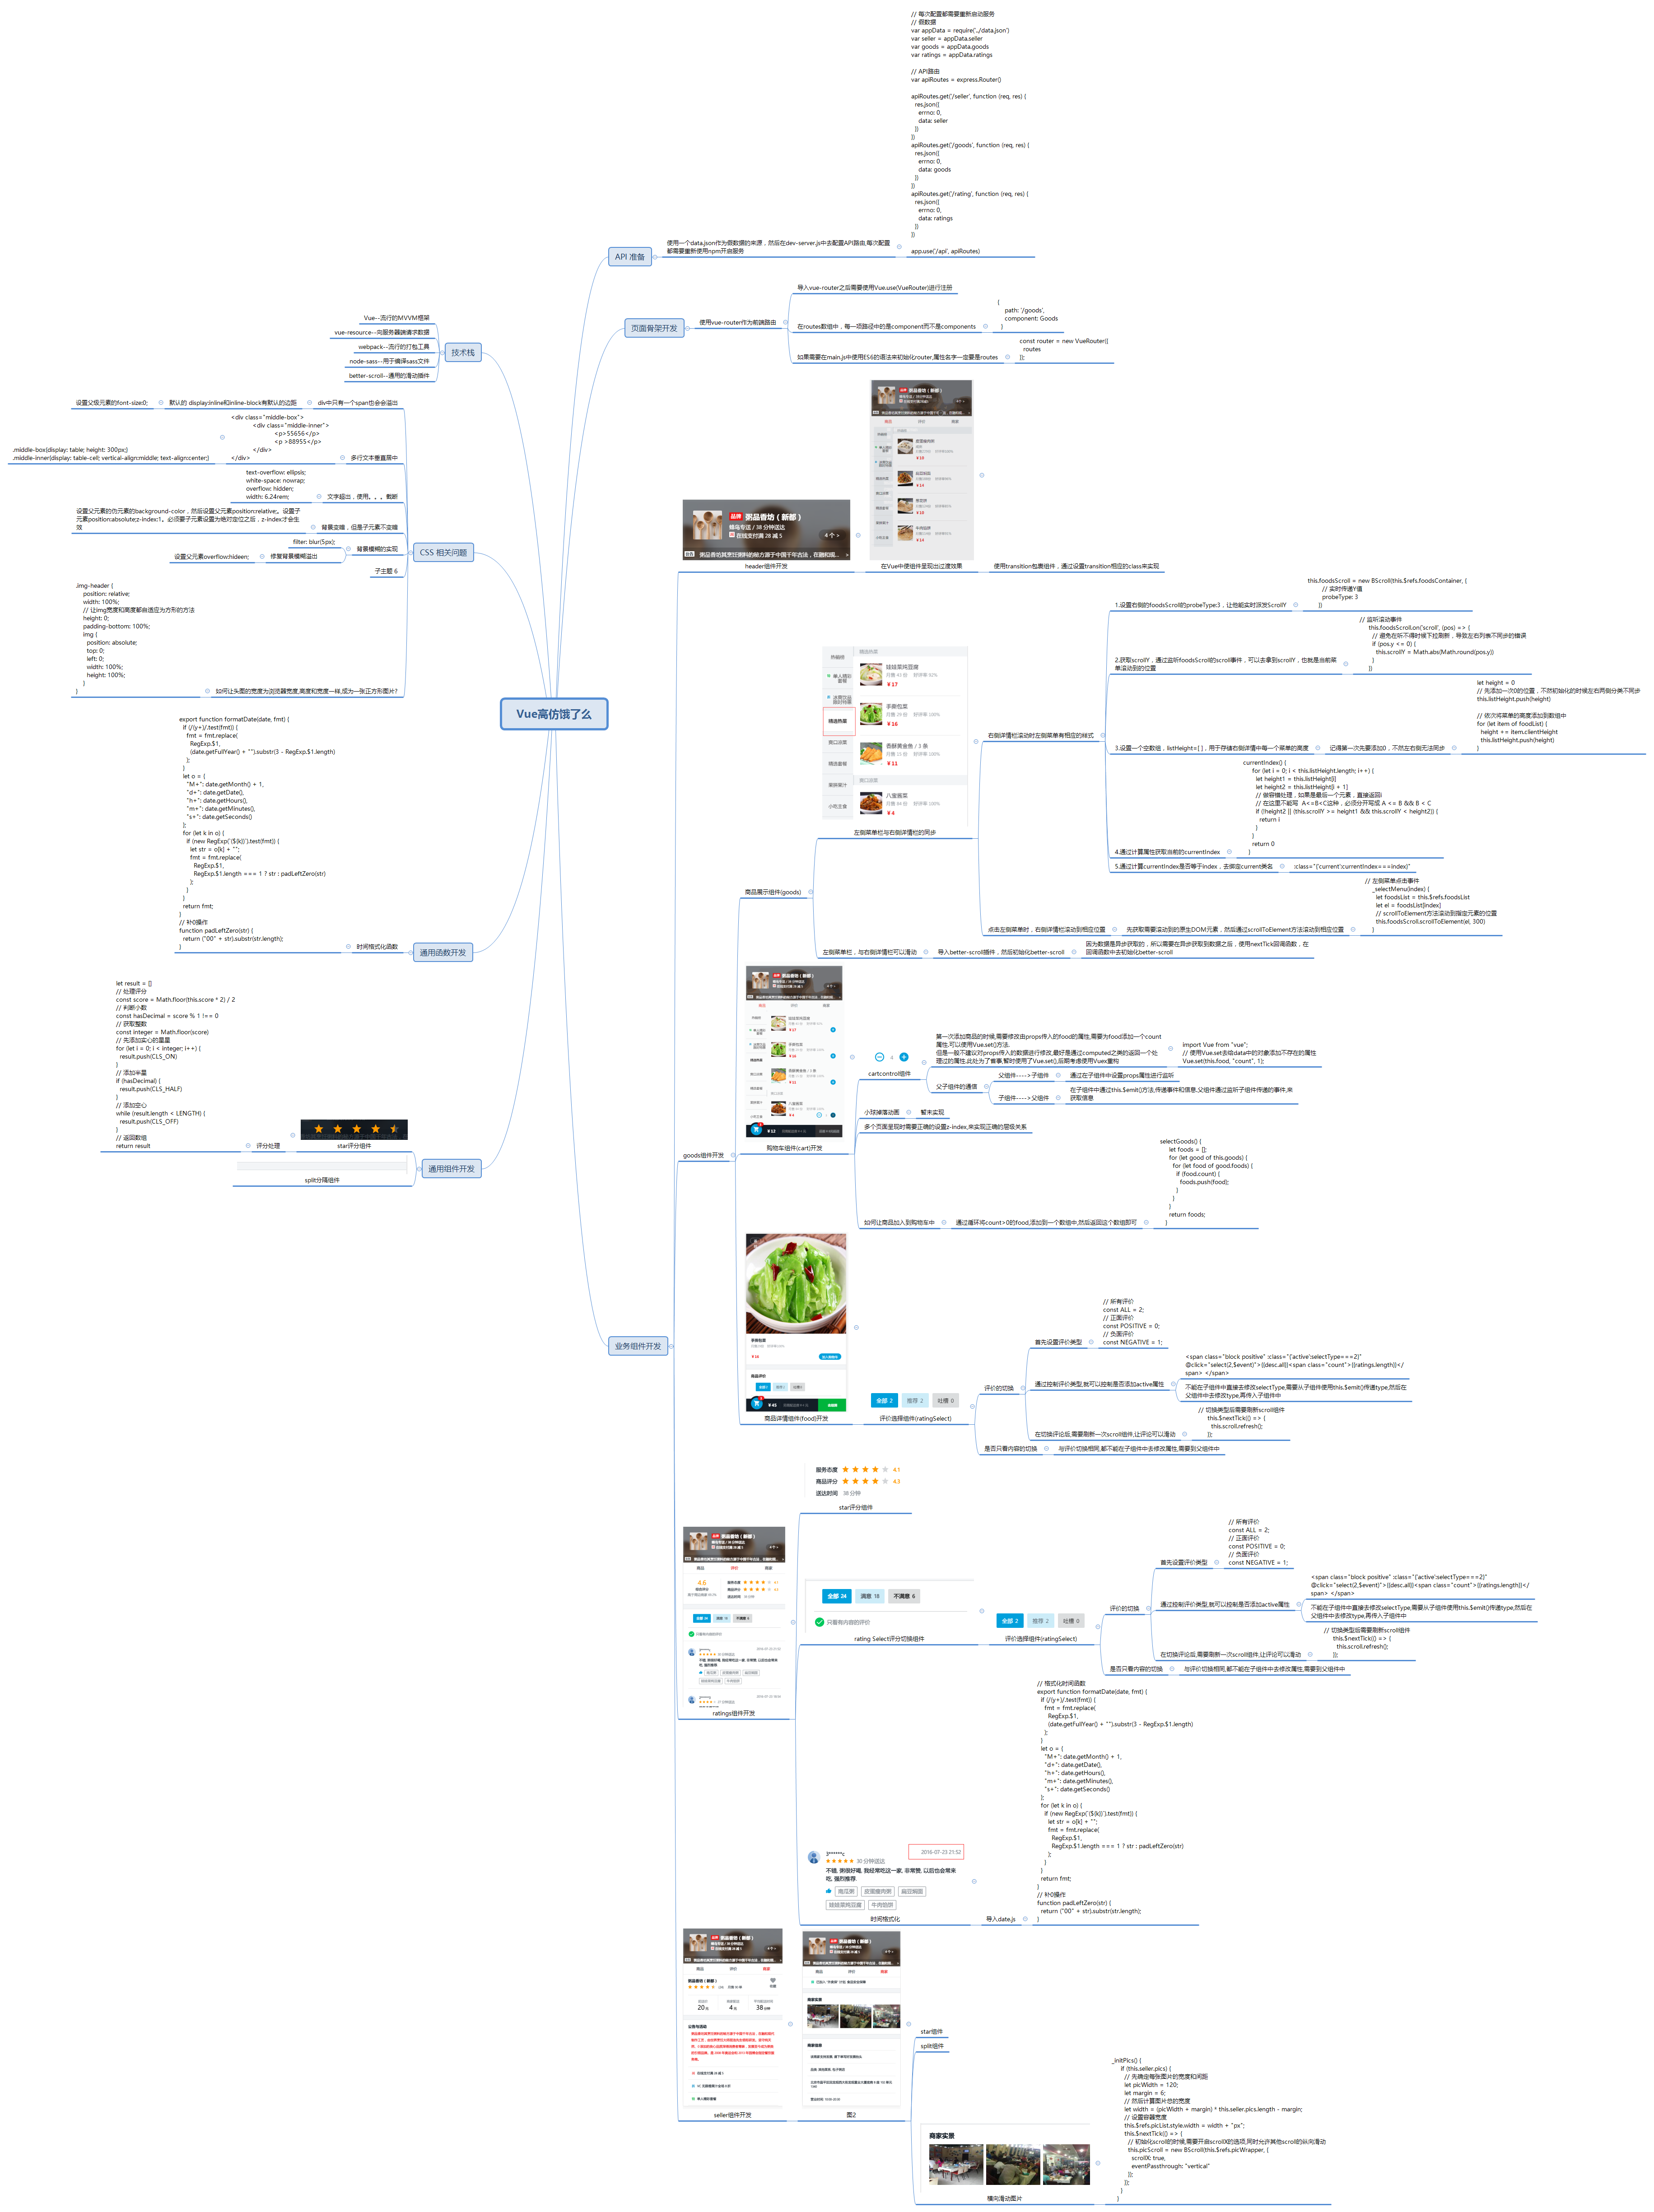 Vue高仿饿了么
API 准备
使用一个data.json作为假数据的来源，然后在dev-server.js中去配置API路由,每次配置
都需要重新使用npm开启服务
// 每次配置都需要重新启动服务
// 假数据
var appData = require('../data.json')
var seller = appData.seller
var goods = appData.goods
var ratings = appData.ratings
// API路由
var apiRoutes = express.Router()
apiRoutes.get('/seller', function (req, res) {
res.json({
errno: 0,
data: seller
})
})
apiRoutes.get('/goods', function (req, res) {
res.json({
errno: 0,
data: goods
})
})
apiRoutes.get('/rating', function (req, res) {
res.json({
errno: 0,
data: ratings
})
})
app.use('/api', apiRoutes)
页面骨架开发
使用vue-router作为前端路由
导入vue-router之后需要使用Vue.use(VueRouter)进行注册
在routes数组中，每一项路径中的是component而不是components
{
path: '/goods',
component: Goods
}
如果需要在main.js中使用ES6的语法来初始化router,属性名字一定要是routes
const router = new VueRouter({
routes
});
技术栈
Vue--流行的MVVM框架
vue-resource--向服务器端请求数据
webpack--流行的打包工具
node-sass--用于编译sass文件
better-scroll--通用的滑动插件
CSS 相关问题
div中只有一个span也会会溢出
默认的 display:inline和inline-block有默认的边距
设置父级元素的font-size:0;
多行文本垂直居中
<div class="middle-box">
<div class="middle-inner">
<p>55656</p>
<p >88955</p>
</div>
</div>
.middle-box{display: table; height: 300px;}
.middle-inner{display: table-cell; vertical-align:middle; text-align:center;}
文字超出，使用。。。截断
text-overflow: ellipsis;
white-space: nowrap;
overflow: hidden;
width: 6.24rem;
背景变暗，但是子元素不变暗
设置父元素的伪元素的background-color，然后设置父元素position:relative;。设置子
元素position:absolute;z-index:1。必须要子元素设置为绝对定位之后，z-index才会生
效
背景模糊的实现
filter: blur(5px);
修复背景模糊溢出
设置父元素overflow:hideen;
子主题 6
如何让头图的宽度为浏览器宽度,高度和宽度一样,成为一张正方形图片?
.img-header {
position: relative;
width: 100%;
// 让img宽度和高度都自适应为方形的方法
height: 0;
padding-bottom: 100%;
img {
position: absolute;
top: 0;
left: 0;
width: 100%;
height: 100%;
}
}
通用函数开发
时间格式化函数
export function formatDate(date, fmt) {
if (/(y+)/.test(fmt)) {
fmt = fmt.replace(
RegExp.$1,
(date.getFullYear() + "").substr(3 - RegExp.$1.length)
);
}
let o = {
"M+": date.getMonth() + 1,
"d+": date.getDate(),
"h+": date.getHours(),
"m+": date.getMinutes(),
"s+": date.getSeconds()
};
for (let k in o) {
if (new RegExp(`(${k})`).test(fmt)) {
let str = o[k] + "";
fmt = fmt.replace(
RegExp.$1,
RegExp.$1.length === 1 ? str : padLeftZero(str)
);
}
}
return fmt;
}
// 补0操作
function padLeftZero(str) {
return ("00" + str).substr(str.length);
}
通用组件开发
star评分组件
评分处理
let result = []
// 处理评分
const score = Math.floor(this.score * 2) / 2
// 判断小数
const hasDecimal = score % 1 !== 0
// 获取整数
const integer = Math.floor(score)
// 先添加实心的星星
for (let i = 0; i < integer; i++) {
result.push(CLS_ON)
}
// 添加半星
if (hasDecimal) {
result.push(CLS_HALF)
}
// 添加空心
while (result.length < LENGTH) {
result.push(CLS_OFF)
}
// 返回数组
return result
split分隔组件
业务组件开发
品牌 粥品香坊（新都）
蜂鸟专送 / 38 分钟送达
在线支付满 28 减 5
4 个 >
header组件开发
在Vue中使组件呈现出过渡效果
使用transition包裹组件，通过设置transition相应的class来实现
goods组件开发
商品展示组件(goods)
左侧菜单栏与右侧详情栏的同步
娃娃菜炖豆腐
¥17
手撕包菜
¥16
香酥黄金鱼 / 3 条
¥11
八宝酱菜
¥4
右侧详情栏滚动时左侧菜单有相应的样式
1.设置右侧的foodsScroll的probeType:3，让他能实时派发ScrollY
this.foodsScroll = new BScroll(this.$refs.foodsContainer, {
// 实时传递Y值
probeType: 3
})
2.获取scrollY，通过监听foodsScrol的scroll事件，可以去拿到scrollY，也就是当前菜
单滚动到的位置
// 监听滚动事件
this.foodsScroll.on('scroll', (pos) => {
// 避免在听不得时候下拉刷新，导致左右列表不同步的错误
if (pos.y <= 0) {
this.scrollY = Math.abs(Math.round(pos.y))
}
})
3.设置一个空数组，listHeight=[ ]，用于存储右侧详情中每一个菜单的高度
记得第一次先要添加0，不然左右侧无法同步
let height = 0
// 先添加一次0的位置，不然初始化的时候左右两侧分类不同步
this.listHeight.push(height)
// 依次将菜单的高度添加到数组中
for (let item of foodList) {
height += item.clientHeight
this.listHeight.push(height)
}
4.通过计算属性获取当前的currentIndex
currentIndex() {
for (let i = 0; i < this.listHeight.length; i++) {
let height1 = this.listHeight[i]
let height2 = this.listHeight[i + 1]
// 做容错处理，如果是最后一个元素，直接返回i
// 在这里不能写 A<=B<C这种，必须分开写成 A <= B && B < C
if (!height2 || (this.scrollY >= height1 && this.scrollY < height2)) {
return i
}
}
return 0
}
5.通过计算currentIndex是否等于index，去绑定current类名
:class="{'current':currentIndex===index}"
点击左侧菜单时，右侧详情栏滚动到相应位置
先获取需要滚动到的原生DOM元素，然后通过scrollToElement方法滚动到相应位置
// 左侧菜单点击事件
_selectMenu(index) {
let foodsList = this.$refs.foodsList
let el = foodsList[index]
// scrollToElement方法滚动到指定元素的位置
this.foodsScroll.scrollToElement(el, 300)
}
左侧菜单栏，与右侧详情栏可以滑动
导入better-scroll插件，然后初始化better-scroll
因为数据是异步获取的，所以需要在异步获取到数据之后，使用nextTick回调函数，在
回调函数中去初始化better-scroll
购物车组件(cart)开发
cartcontrol组件
第一次添加商品的时候,需要修改由props传入的food的属性,需要为food添加一个count
属性.可以使用Vue.set()方法.
但是一般不建议对props传入的数据进行修改,最好是通过computed之类的返回一个处
理过的属性.此处为了省事,暂时使用了Vue.set(),后期考虑使用Vuex重构
import Vue from "vue";
// 使用Vue.set去给data中的对象添加不存在的属性
Vue.set(this.food, "count", 1);
父子组件的通信
父组件---->子组件
通过在子组件中设置props属性进行监听
子组件---->父组件
在子组件中通过this.$emit()方法,传递事件和信息.父组件通过监听子组件传递的事件,来
获取信息
小球掉落动画
暂未实现
多个页面呈现时需要正确的设置z-index,来实现正确的层级关系
如何让商品加入到购物车中
通过循环将count>0的food,添加到一个数组中,然后返回这个数组即可
selectGoods() {
let foods = [];
for (let good of this.goods) {
for (let food of good.foods) {
if (food.count) {
foods.push(food);
}
}
}
return foods;
}
商品详情组件(food)开发
全部 2
推荐 2
吐槽 0
评价选择组件(ratingSelect)
评价的切换
首先设置评价类型
// 所有评价
const ALL = 2;
// 正面评价
const POSITIVE = 0;
// 负面评价
const NEGATIVE = 1;
通过控制评价类型,就可以控制是否添加active属性
<span class="block positive" :class="{'active':selectType===2}"
@click="select(2,$event)">{{desc.all}}<span class="count">{{ratings.length}}</
span> </span>
不能在子组件中直接去修改selectType,需要从子组件使用this.$emit()传递type,然后在
父组件中去修改type,再传入子组件中
在切换评论后,需要刷新一次scroll组件,让评论可以滑动
// 切换类型后需要刷新scroll组件
this.$nextTick(() => {
this.scroll.refresh();
});
是否只看内容的切换
与评价切换相同,都不能在子组件中去修改属性,需要到父组件中
ratings组件开发
服务态度 4.1
商品评分 4.3
送达时间 38 分钟
star评分组件
全部 24
满意 18
不满意 6
只看有内容的评价
rating Select评分切换组件
全部 2
推荐 2
吐槽 0
评价选择组件(ratingSelect)
评价的切换
首先设置评价类型
// 所有评价
const ALL = 2;
// 正面评价
const POSITIVE = 0;
// 负面评价
const NEGATIVE = 1;
通过控制评价类型,就可以控制是否添加active属性
<span class="block positive" :class="{'active':selectType===2}"
@click="select(2,$event)">{{desc.all}}<span class="count">{{ratings.length}}</
span> </span>
不能在子组件中直接去修改selectType,需要从子组件使用this.$emit()传递type,然后在
父组件中去修改type,再传入子组件中
在切换评论后,需要刷新一次scroll组件,让评论可以滑动
// 切换类型后需要刷新scroll组件
this.$nextTick(() => {
this.scroll.refresh();
});
是否只看内容的切换
与评价切换相同,都不能在子组件中去修改属性,需要到父组件中
3******c
30 分钟送达
2016-07-23 21:52
不错, 粥很好喝, 我经常吃这一家, 非常赞, 以后也会常来
吃, 强烈推荐.
南瓜粥
皮蛋瘦肉粥
扁豆焖面
娃娃菜炖豆腐
牛肉馅饼
时间格式化
导入date.js
// 格式化时间函数
export function formatDate(date, fmt) {
if (/(y+)/.test(fmt)) {
fmt = fmt.replace(
RegExp.$1,
(date.getFullYear() + "").substr(3 - RegExp.$1.length)
);
}
let o = {
"M+": date.getMonth() + 1,
"d+": date.getDate(),
"h+": date.getHours(),
"m+": date.getMinutes(),
"s+": date.getSeconds()
};
for (let k in o) {
if (new RegExp(`(${k})`).test(fmt)) {
let str = o[k] + "";
fmt = fmt.replace(
RegExp.$1,
RegExp.$1.length === 1 ? str : padLeftZero(str)
);
}
}
return fmt;
}
// 补0操作
function padLeftZero(str) {
return ("00" + str).substr(str.length);
}
seller组件开发
图2
star组件
split组件
商家实景
横向滑动图片
_initPics() {
if (this.seller.pics) {
// 先确定每张图片的宽度和间距
let picWidth = 120;
let margin = 6;
// 然后计算图片总的宽度
let width = (picWidth + margin) * this.seller.pics.length - margin;
// 设置容器宽度
this.$refs.picList.style.width = width + "px";
this.$nextTick(() => {
// 初始化scroll的时候,需要开启scrollX的选项,同时允许其他scroll的纵向滑动
this.picScroll = new BScroll(this.$refs.picWrapper, {
scrollX: true,
eventPassthrough: "vertical"
});
});
}
}